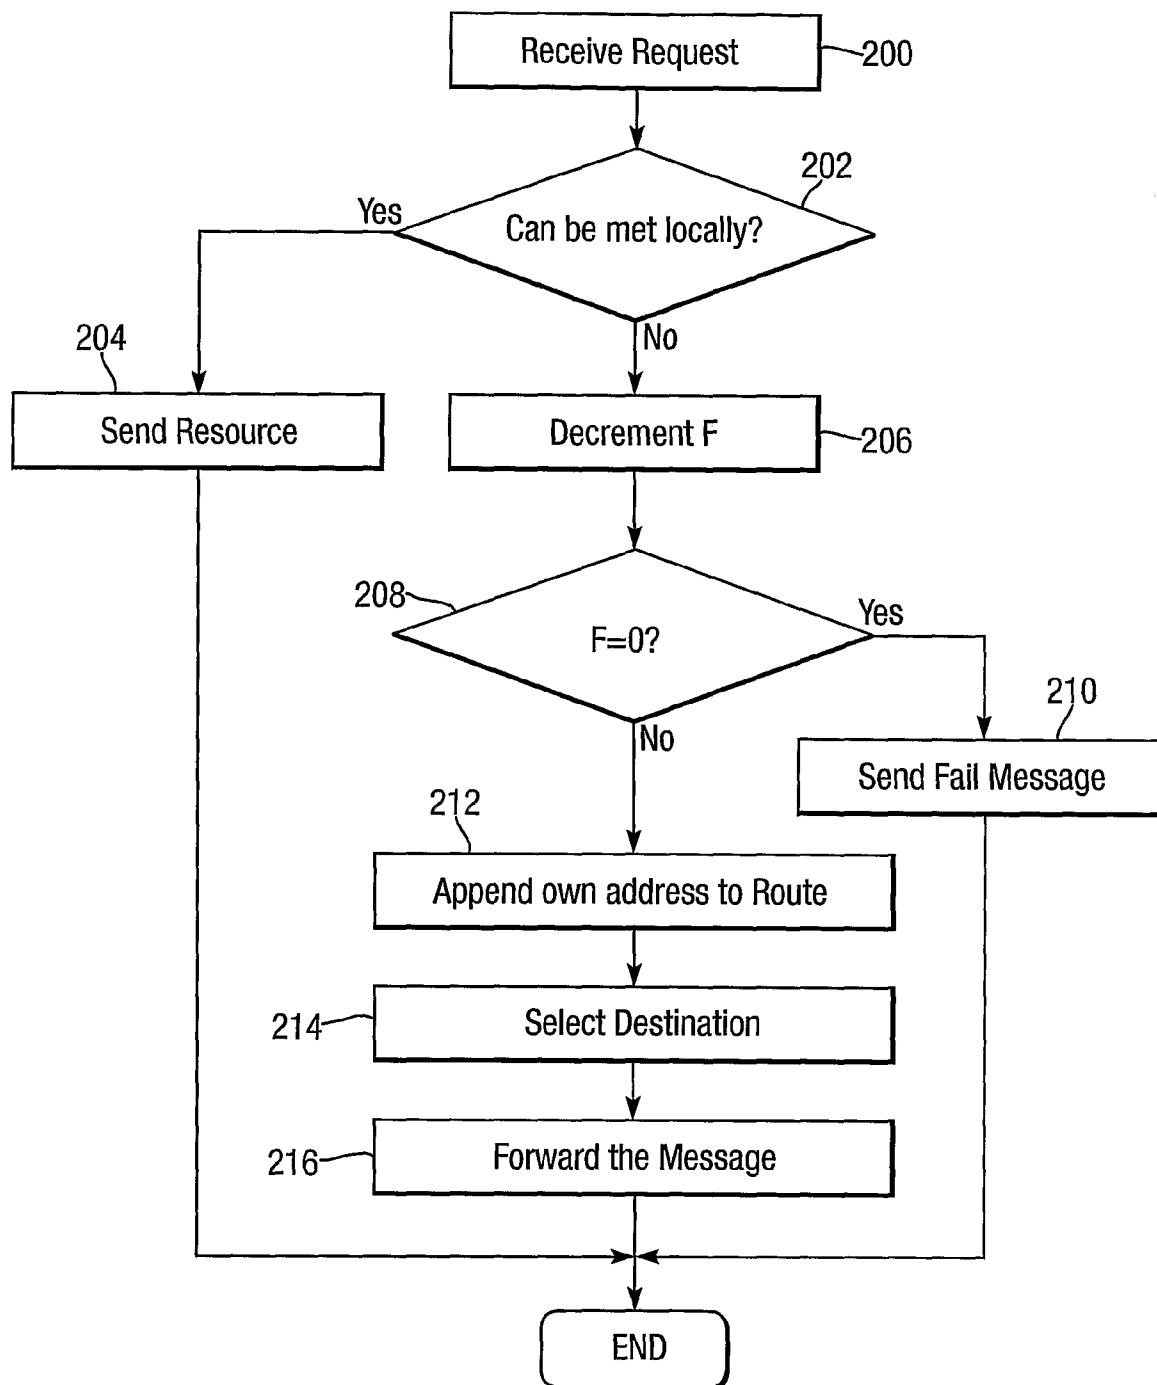 Receive Request
200
202
Yes
Can be met locally?
No
204
Send Resource
Decrement F
206
208
Yes
F=0?
210
No
Send Fail Message
212
Append own address to Route
214
Select Destination
216
Forward the Message
END